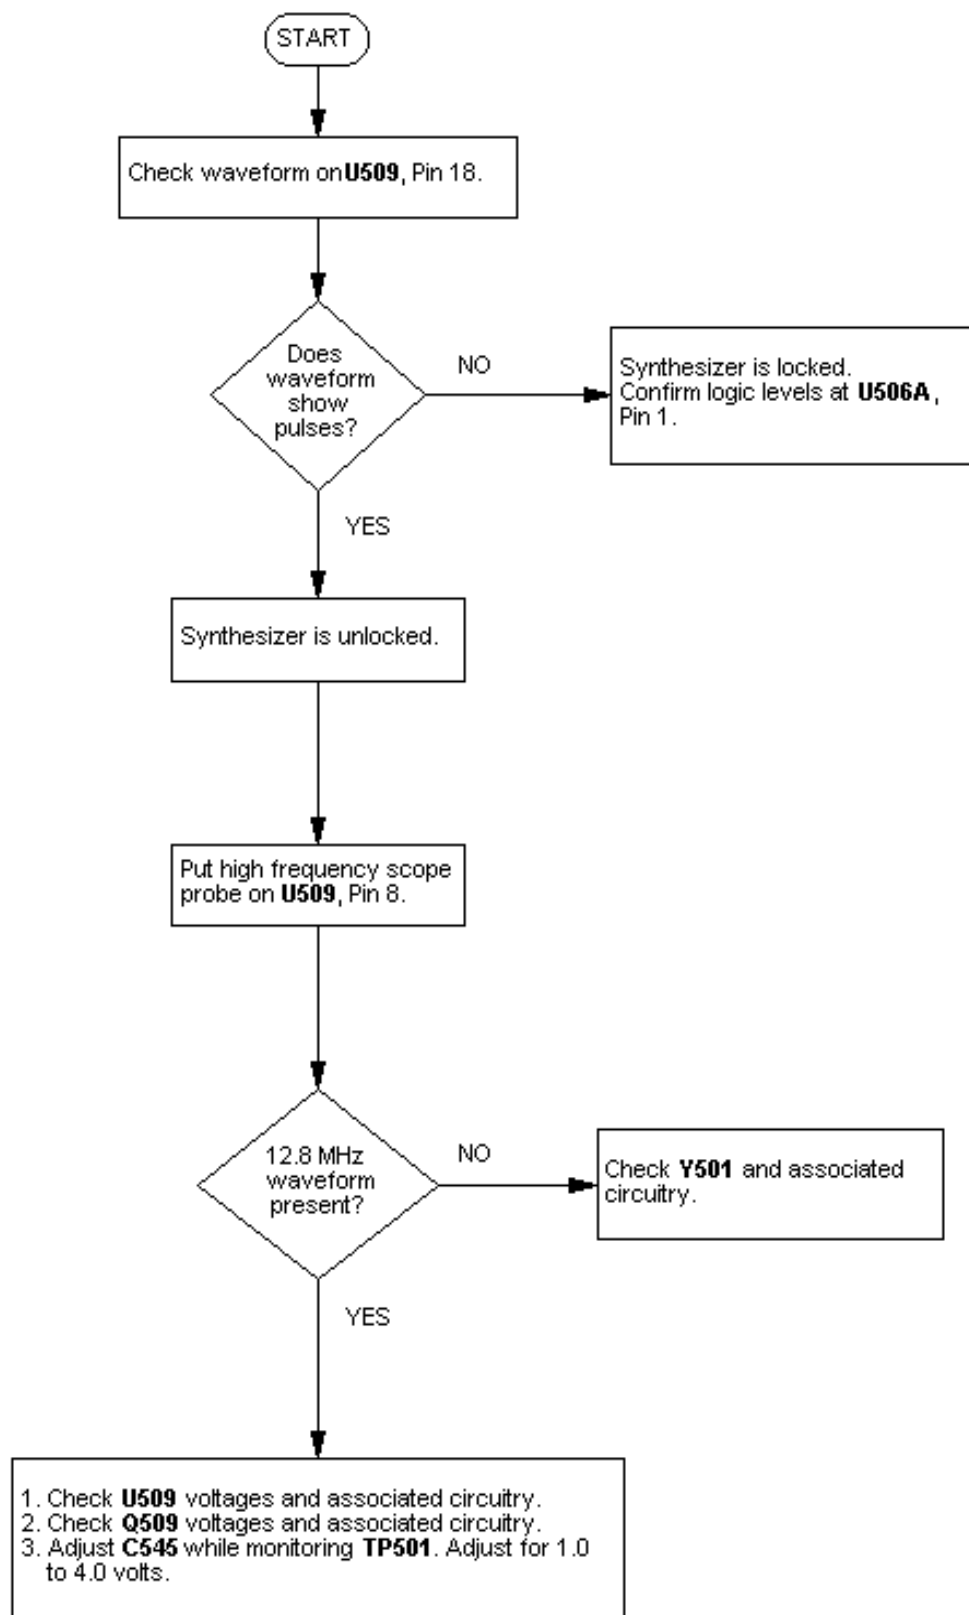 START
Check waveform on U509, Pin 18.
Does
waveform
show
pulses?
NO
Synthesizer is locked.
Confirm logic levels at U506A,
Pin 1.
YES
Synthesizer is unlocked.
Put high frequency scope
probe on U509, Pin 8.
12.8 MHz
waveform
present?
NO
Check Y501 and associated
circuitry.
YES
1. Check U509 voltages and associated circuitry.
2. Check Q509 voltages and associated circuitry.
3. Adjust C545 while monitoring TP501. Adjust for 1.0
to 4.0 volts.